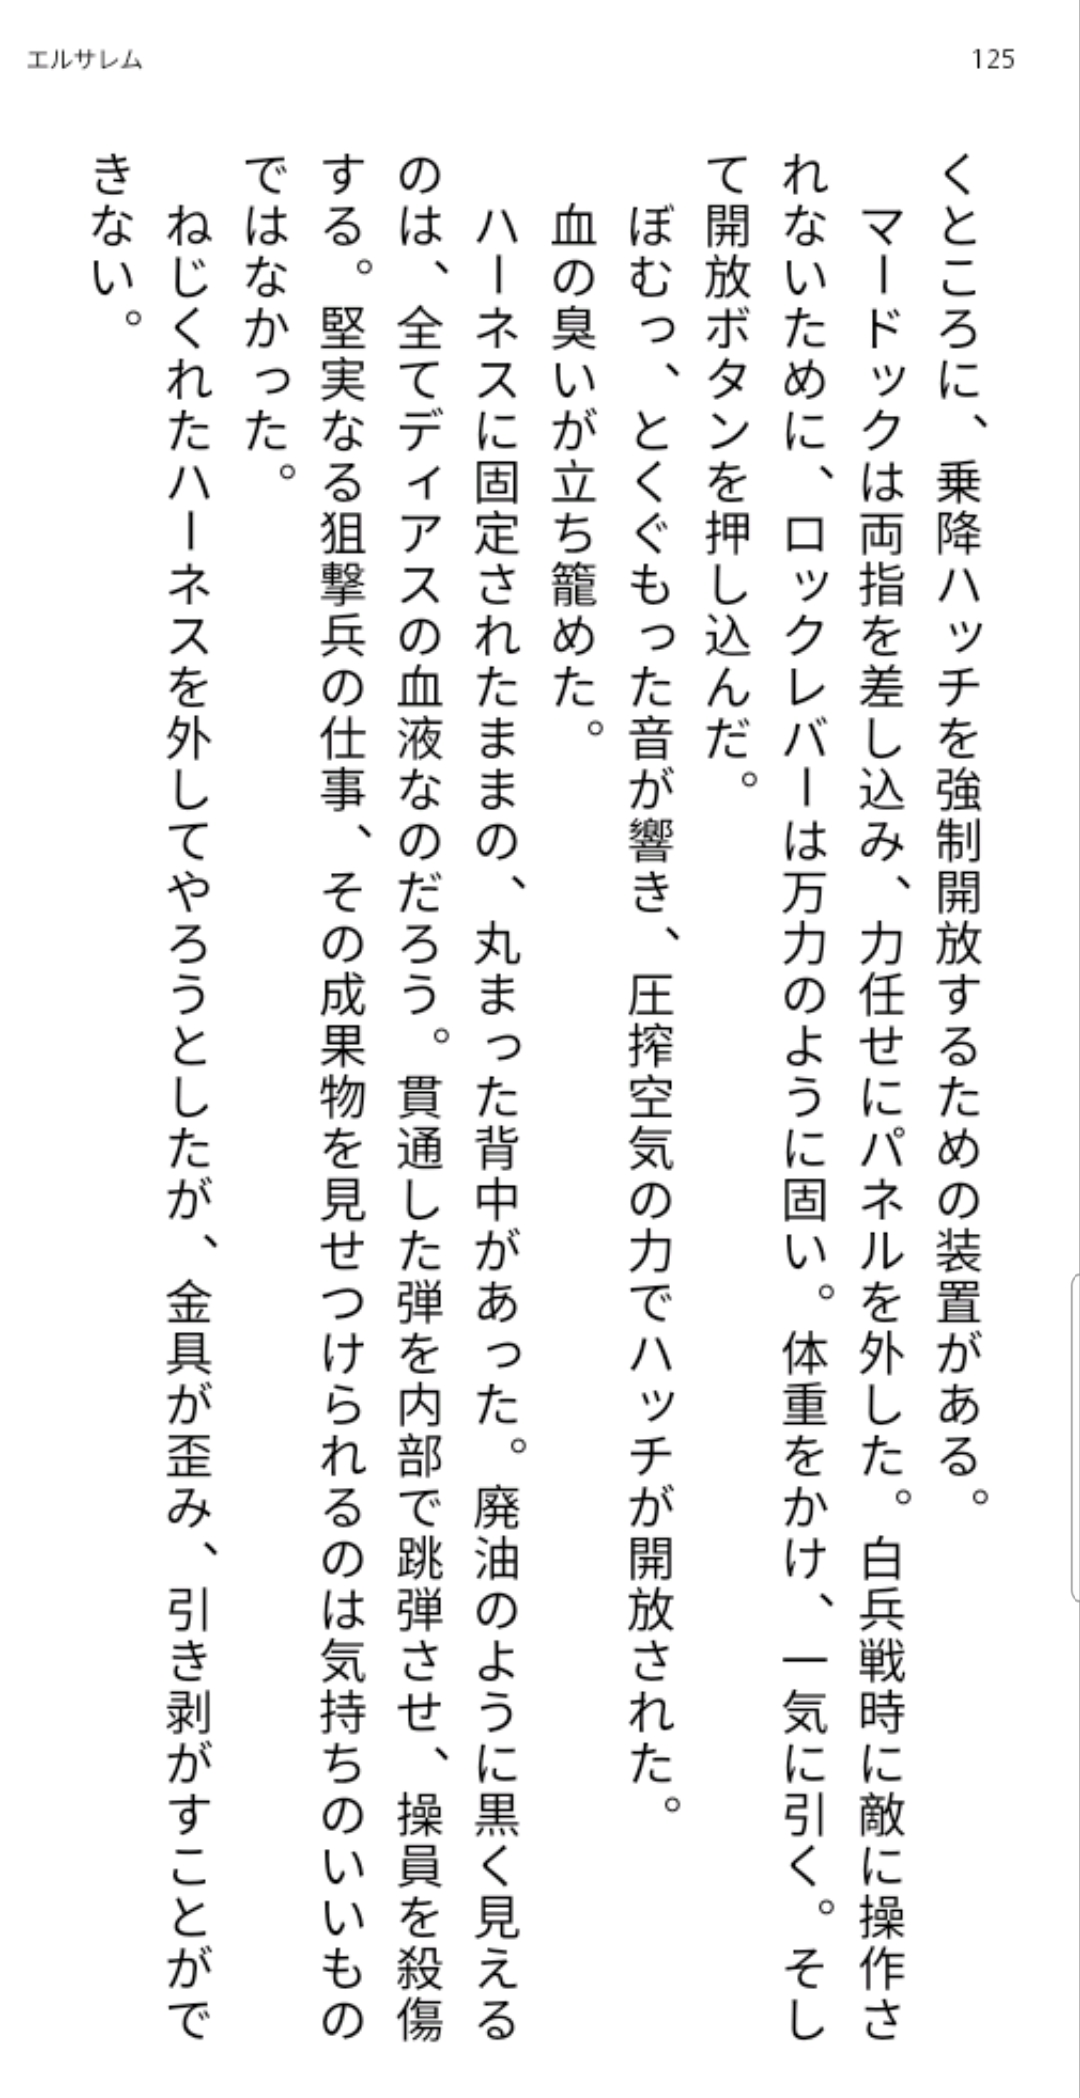 エルサレム
125
くところに、乗降ハッチを強制開放するための装置がある。
マードックは両指を差し込み、力任せにパネルを外した。白兵戦時に敵に操作さ
れないために、ロックレバーは万力のように固い。体重をかけ、一気に引く。そし
て開放ボタンを押し込んだ。
ぼむっ、とくぐもった音が響き、圧搾空気の力でハッチが開放された。
血の臭いが立ち籠めた。
ハーネスに固定されたままの、丸まった背中があった。廃油のように黒く見える
のは、全てディアスの血液なのだろう。貫通した弾を内部で跳弾させ、操員を殺傷
する。堅実なる狙撃兵の仕事、その成果物を見せつけられるのは気持ちのいいもの
ではなかった。
ねじくれたハーネスを外してやろうとしたが、金具が歪み、引き剥がすことがで
きない。